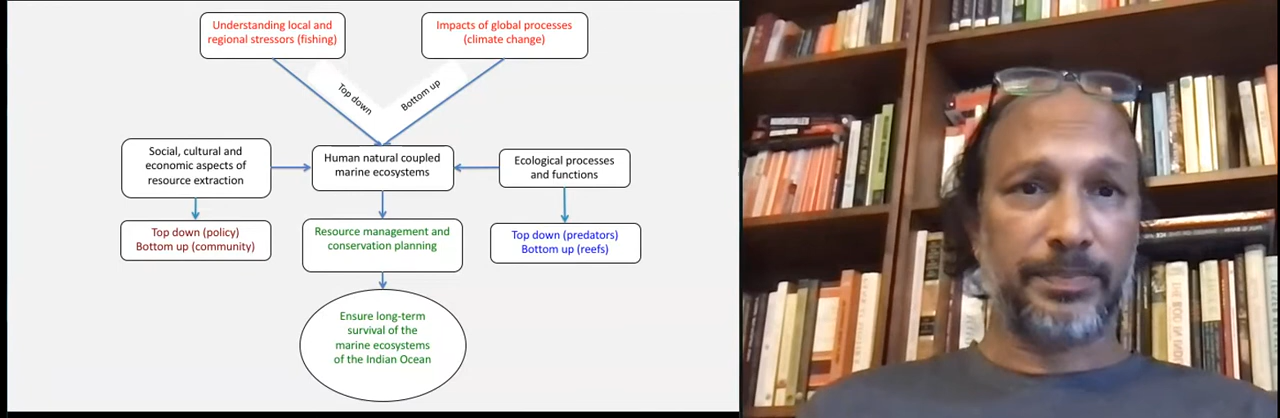 Understanding local and
regional stressors (fishing)
Impacts of global processes
(climate change)
Top down
Bottom up
Social, cultural and
economic aspects of
resource extraction
Human natural coupled
marine ecosystems
Ecological processes
and functions
Top down (policy)
Bottom up (community)
Resource management and
conservation planning
Top down (predators)
Bottom up (reefs)
Ensure long-term
survival of the
marine ecosystems
of the Indian Ocean